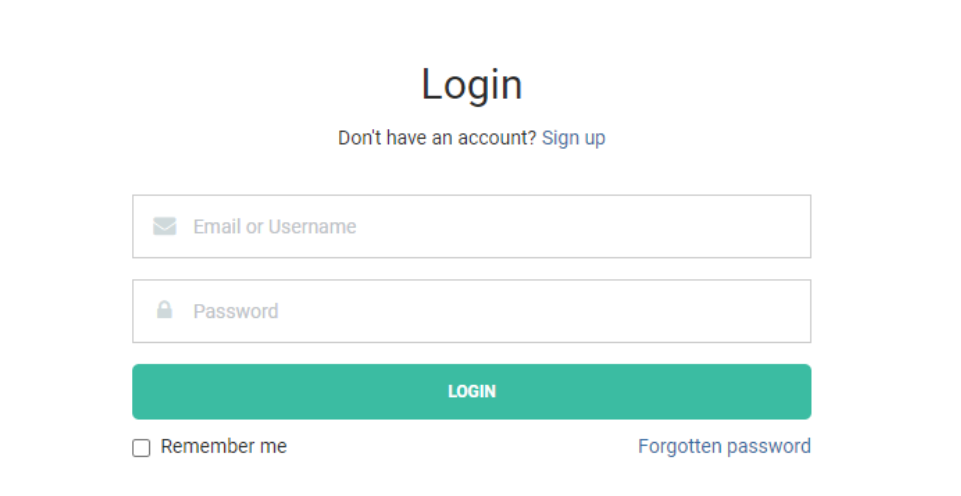 Login
Don't have an account? Sign up
Email or Username
Password
LOGIN
Remember me
Forgotten password